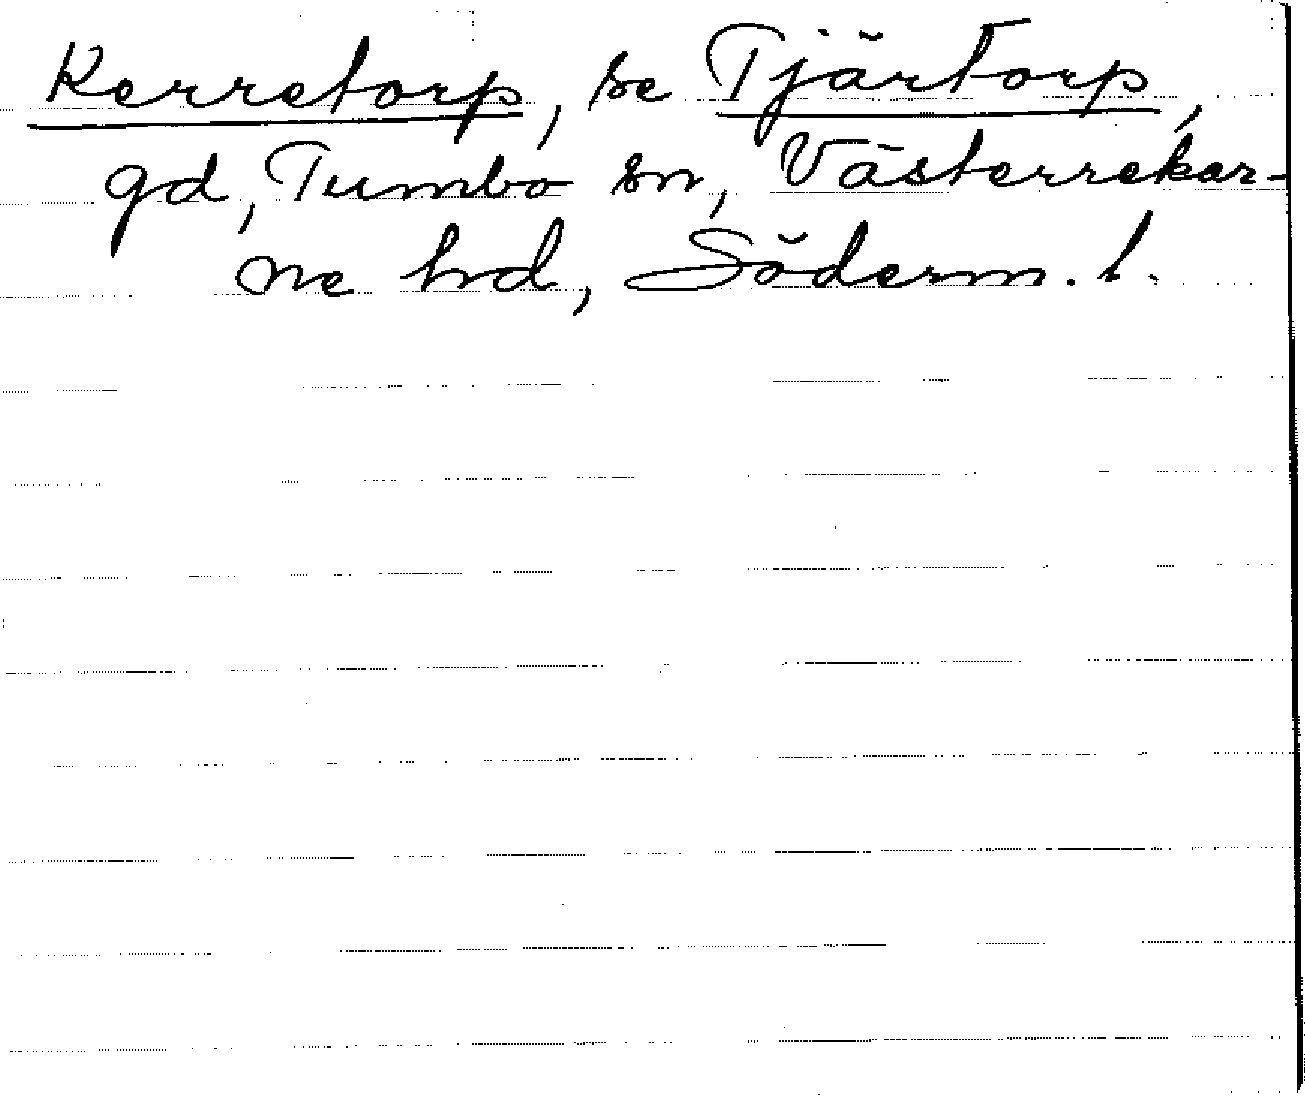 Kerretorp, se Tjärtorp,
gd, Tumbo sn, Västerrekar-
ne hd, Söderm. l.